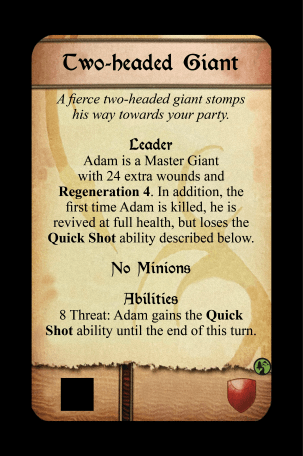 Two-headed Giant
A fierce two-headed giant stomps
his way towards your party.
Leader
Adam is a Master Giant
with 24 extra wounds and
Regeneration 4. In addition, the
first time Adam is killed, he is
revived at full health, but loses the
Quick Shot ability described below.
No Minions
Abilities
8 Threat: Adam gains the Quick
Shot ability until the end of this turn.